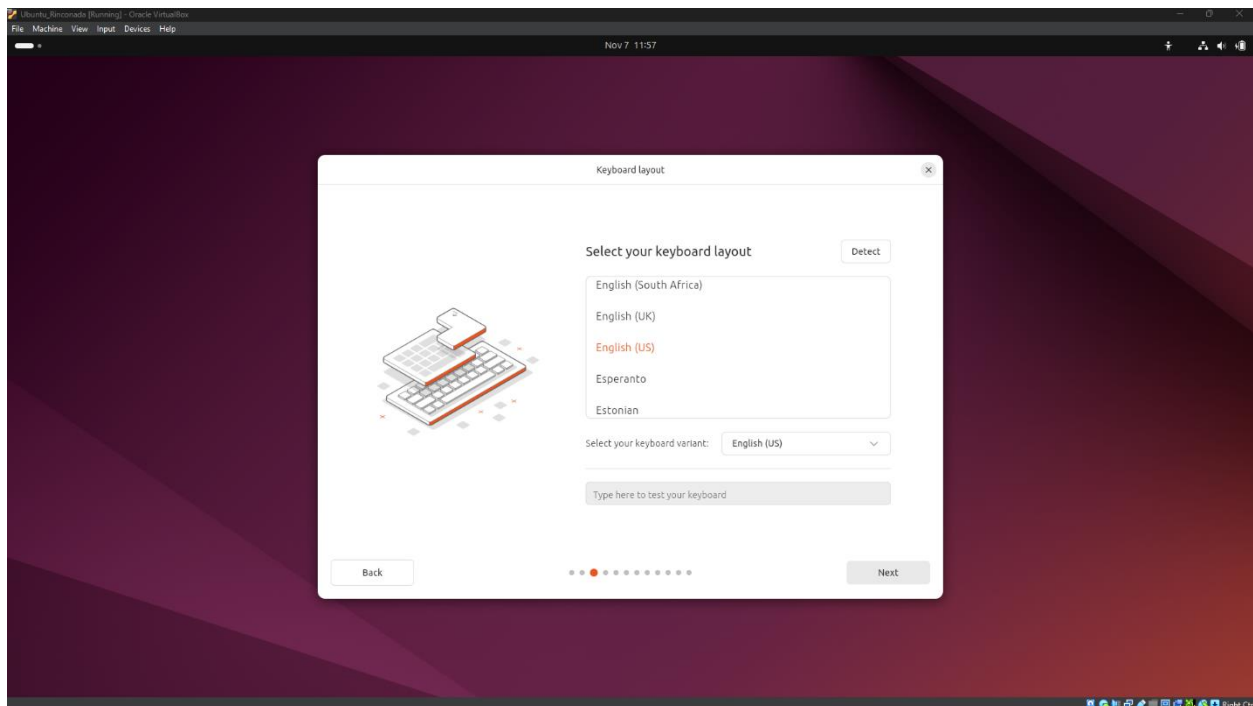 Ubuntu_Rinconada [Running] - Oracle VirtualBox
File Machine View Input Devices Help
Nov 7 11:57
Keyboard layout
Select your keyboard layout
Detect
English (South Africa)
English (UK)
English (US)
Esperanto
Estonian
Select your keyboard variant:
English (US)
Type here to test your keyboard
Back
Next
Right